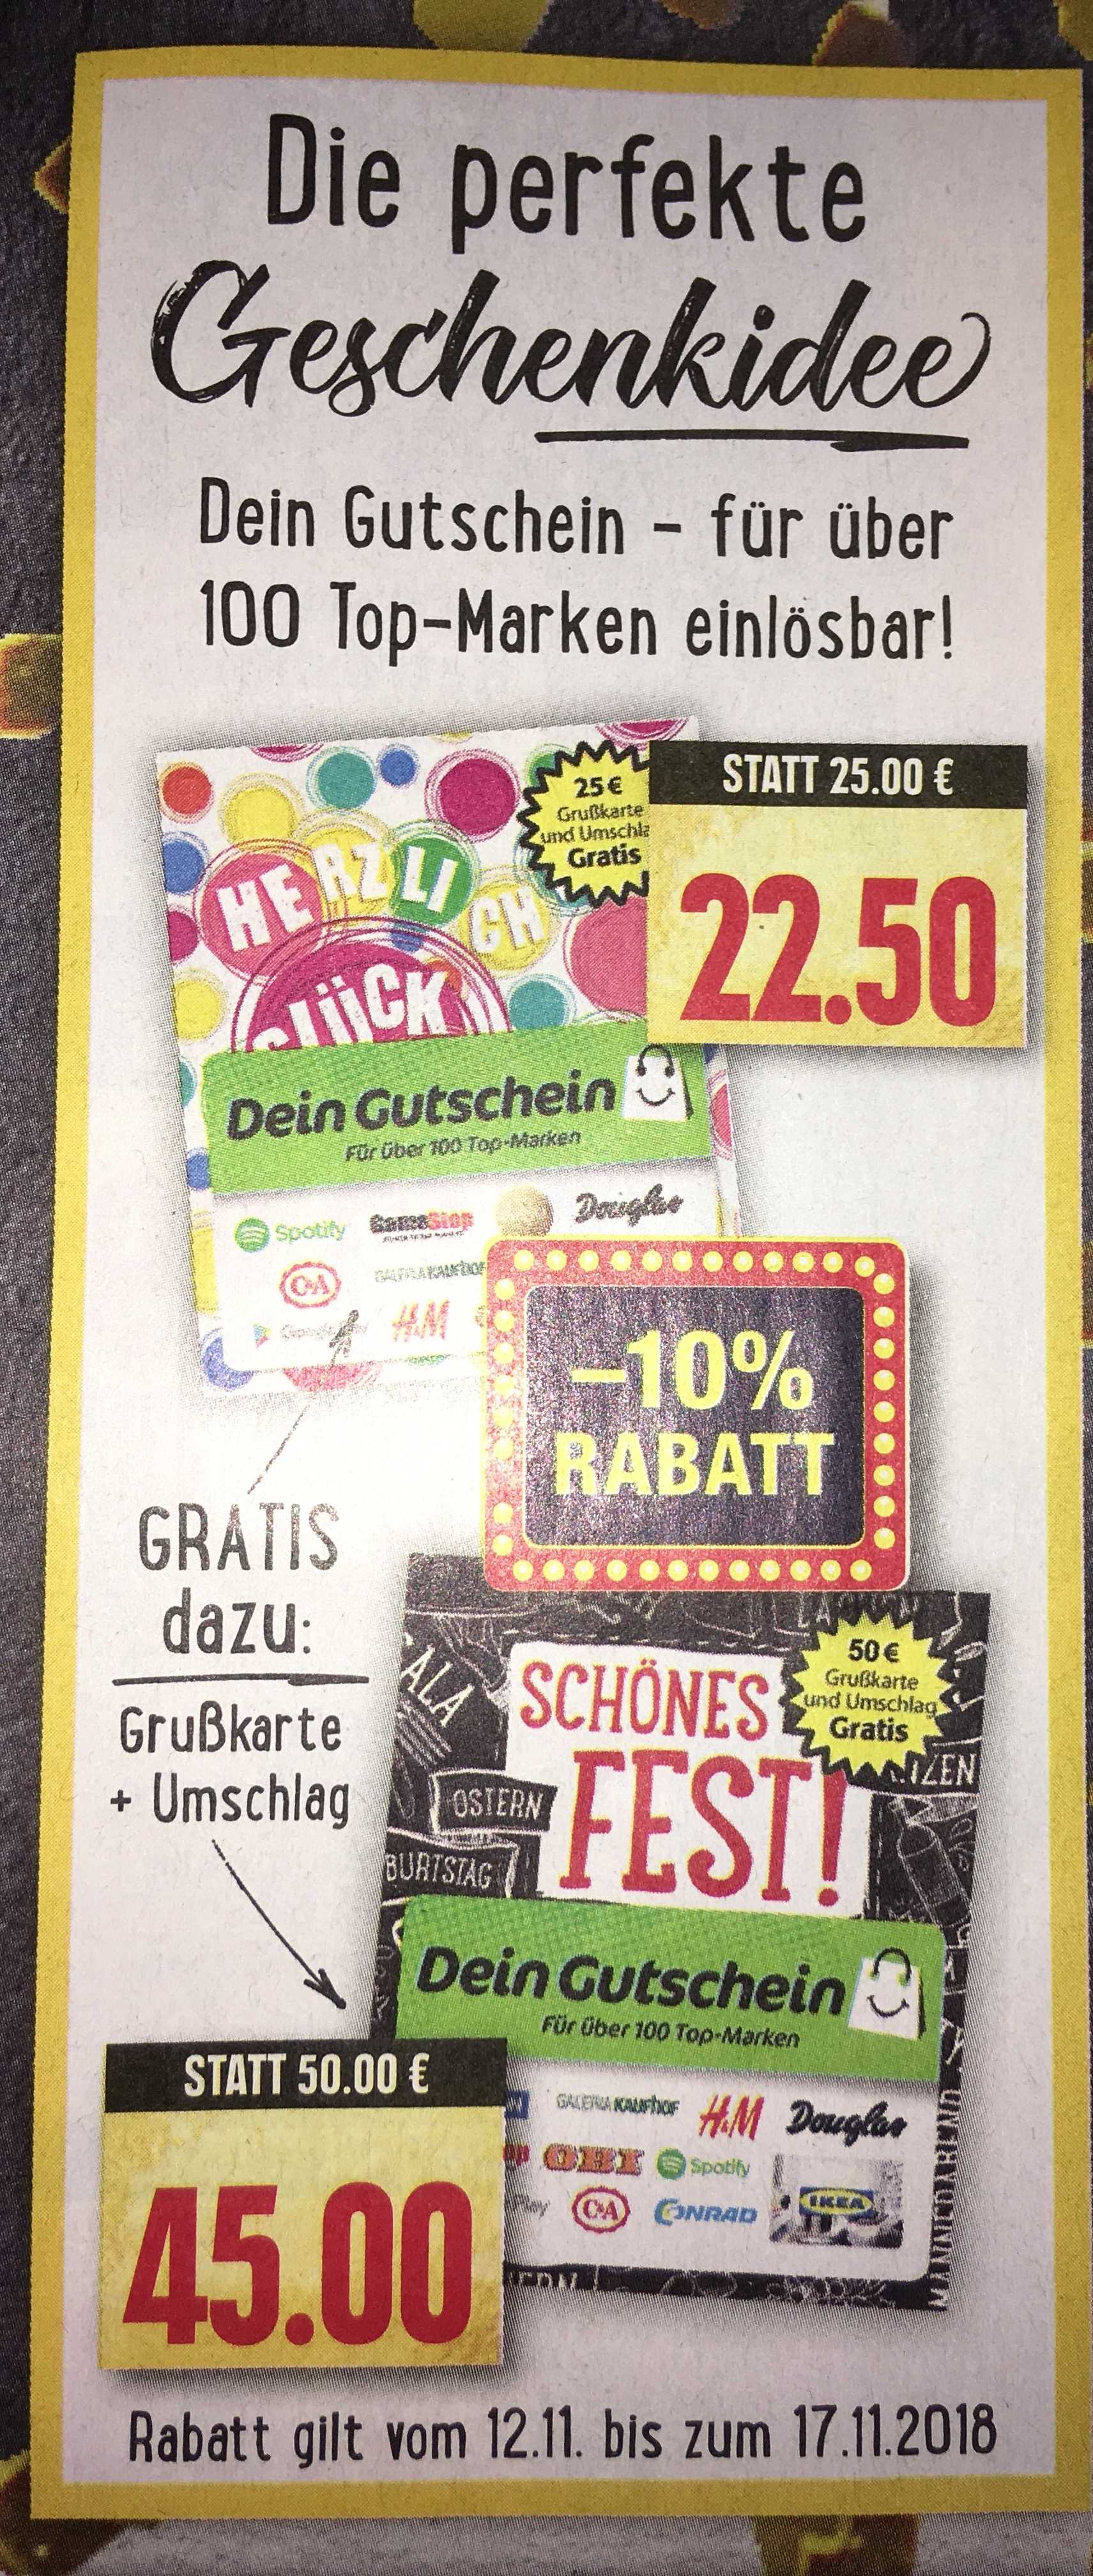 Die perfekte
Geschenkidee
Dein Gutschein – für über
100 Top-Marken einlösbar!
25 €
Grußkarte
und Umschla
Gratis
STATT 25.00 €
22.50
HERZLICH
GLÜCK
Dein Gutschein
Für über 100 Top-Marken
Spotify GameStop Douglas
C&A GALERIA KAUFHOF
H&M
–10%
RABATT
GRATIS
dazu:
Grußkarte
+ Umschlag
SCHÖNES
FEST!
50 €
Grußkarte
und Umschlag
Gratis
OSTERN
BURTSTAG
Dein Gutschein
Für über 100 Top-Marken
GALERIA KAUFHOF H&M Douglas
OBI Spotify
Play C&A CONRAD IKEA
MÄNNERABEND
STATT 50.00 €
45.00
Rabatt gilt vom 12.11. bis zum 17.11.2018